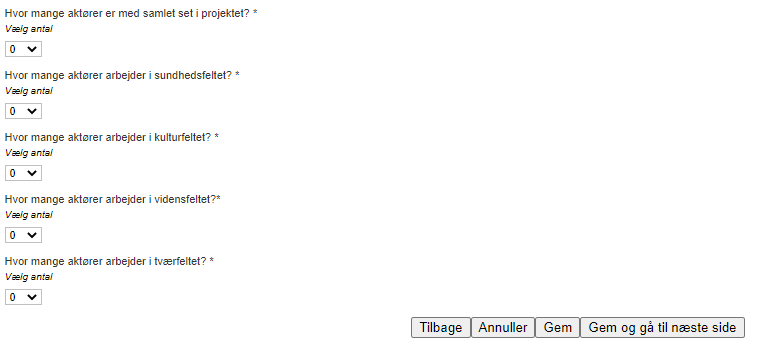 Hvor mange aktører er med samlet set i projektet? *
Vælg antal
0
Hvor mange aktører arbejder i sundhedsfeltet? *
Vælg antal
0
Hvor mange aktører arbejder i kulturfeltet? *
Vælg antal
0
Hvor mange aktører arbejder i vidensfeltet?*
Vælg antal
0
Hvor mange aktører arbejder i tværfeltet? *
Vælg antal
0
Tilbage Annuller Gem Gem og gå til næste side